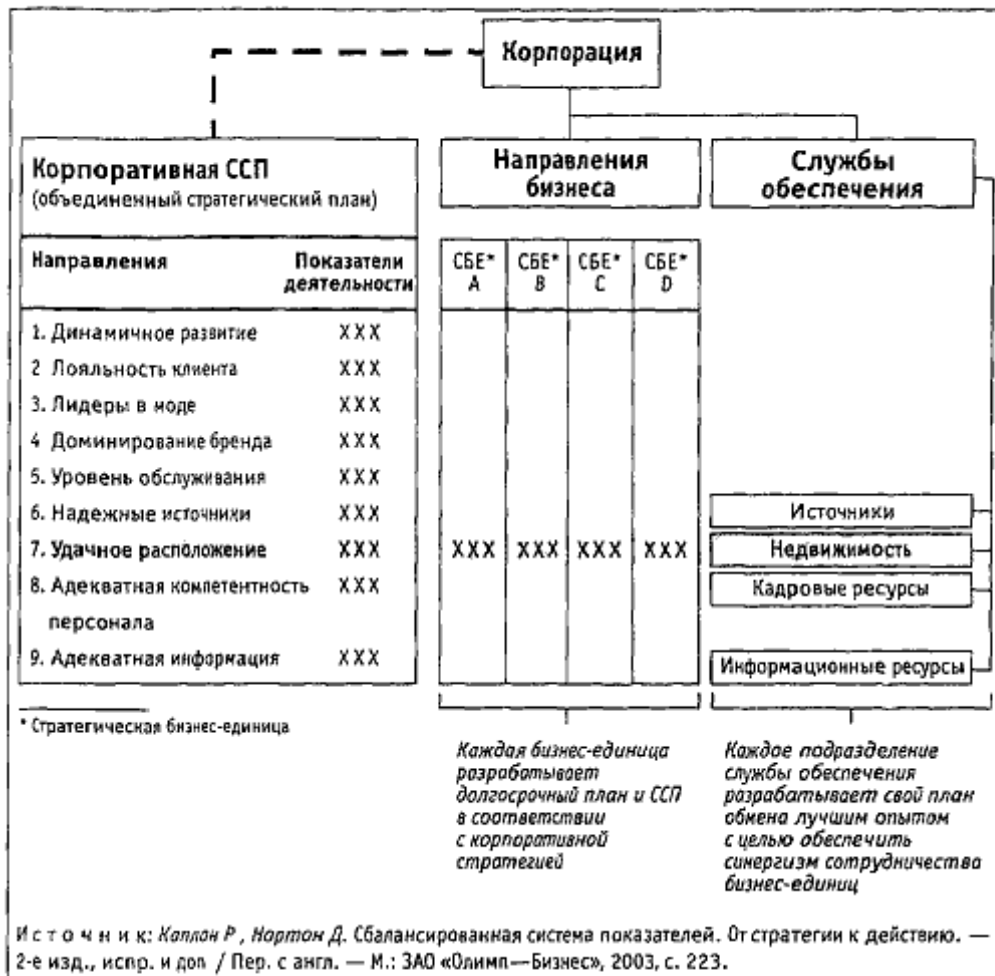 Корпорация
Корпоративная ССП
(объединенный стратегический план)
Направления
бизнеса
Службы
обеспечения
Направления Показатели
деятельности
СБЕ* СБЕ* СБЕ* СБЕ*
A B C D
1. Динамичное развитие XXX
2 Лояльность клиента XXX
3. Лидеры в моде XXX
4 Доминирование бренда XXX
5. Уровень обслуживания XXX
6. Надежные источники XXX
Источники
7. Удачное расположение XXX XXX XXX XXX XXX
Недвижимость
8. Адекватная компетентность XXX
персонала
Кадровые ресурсы
9. Адекватная информация XXX
Информационные ресурсы
* Стратегическая бизнес-единица
Каждая бизнес-единица
разрабатывает
долгосрочный план и ССП
в соответствии
с корпоративной
стратегией
Каждое подразделение
службы обеспечения
разрабатывает свой план
обмена лучшим опытом
с целью обеспечить
синергизм сотрудничества
бизнес-единиц
Источник: Каплан Р , Нортон Д. Сбалансированная система показателей. От стратегии к действию. —
2-е изд., испр. и доп / Пер. с англ. — М.: ЗАО «Олимп—Бизнес», 2003, с. 223.